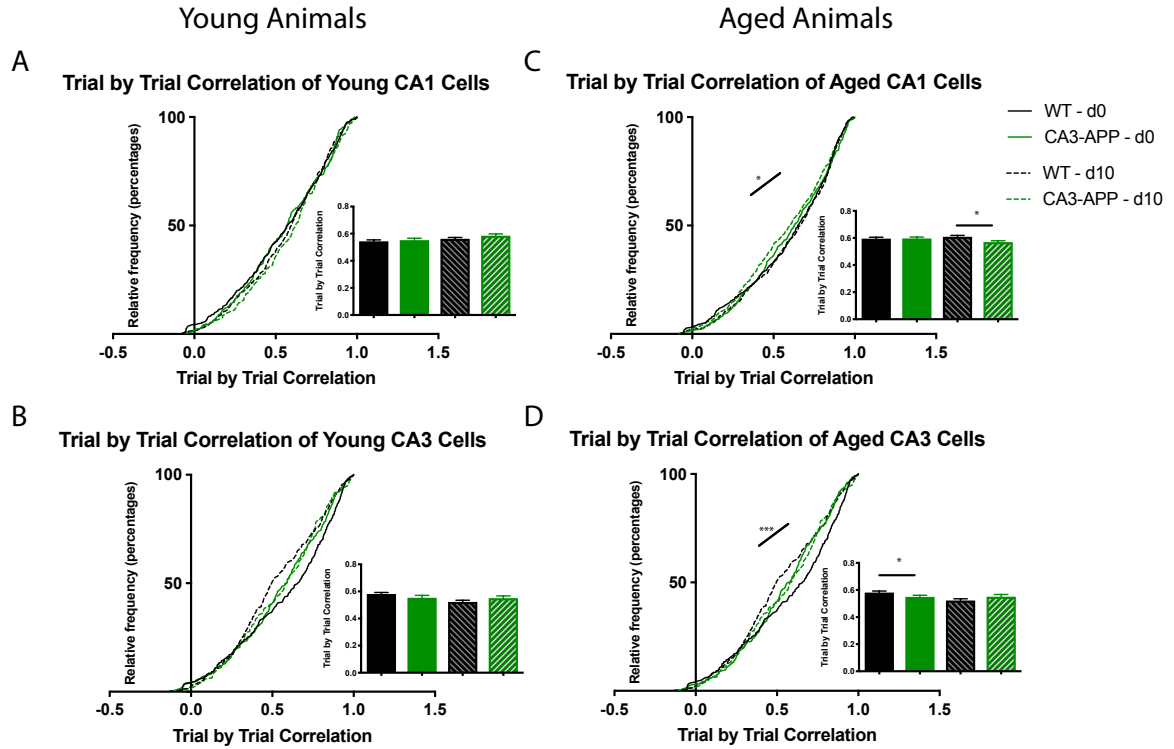 Young Animals
Aged Animals
A
Trial by Trial Correlation of Young CA1 Cells
Relative frequency (percentages)
100
50
-0.5
0.0
0.5
1.0
1.5
Trial by Trial Correlation
Trial by Trial Correlation
0.8
0.6
0.4
0.2
0.0
C
Trial by Trial Correlation of Aged CA1 Cells
Relative frequency (percentages)
100
50
*
-0.5
0.0
0.5
1.0
1.5
Trial by Trial Correlation
Trial by Trial Correlation
0.8
0.6
0.4
0.2
0.0
*
WT - d0
CA3-APP - d0
WT - d10
CA3-APP - d10
B
Trial by Trial Correlation of Young CA3 Cells
Relative frequency (percentages)
100
50
-0.5
0.0
0.5
1.0
1.5
Trial by Trial Correlation
Trial by Trial Correlation
0.8
0.6
0.4
0.2
0.0
D
Trial by Trial Correlation of Aged CA3 Cells
Relative frequency (percentages)
100
50
***
-0.5
0.0
0.5
1.0
1.5
Trial by Trial Correlation
Trial by Trial Correlation
0.8
0.6
0.4
0.2
0.0
*